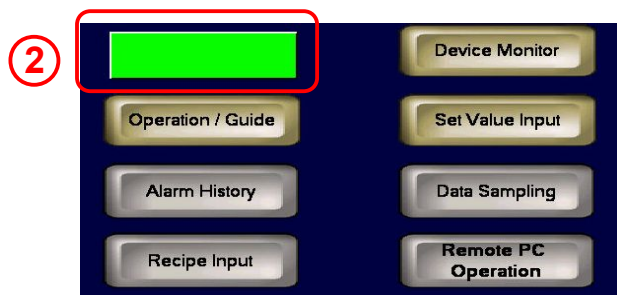 2
Device Monitor
Operation / Guide
Set Value Input
Alarm History
Data Sampling
Recipe Input
Remote PC
Operation